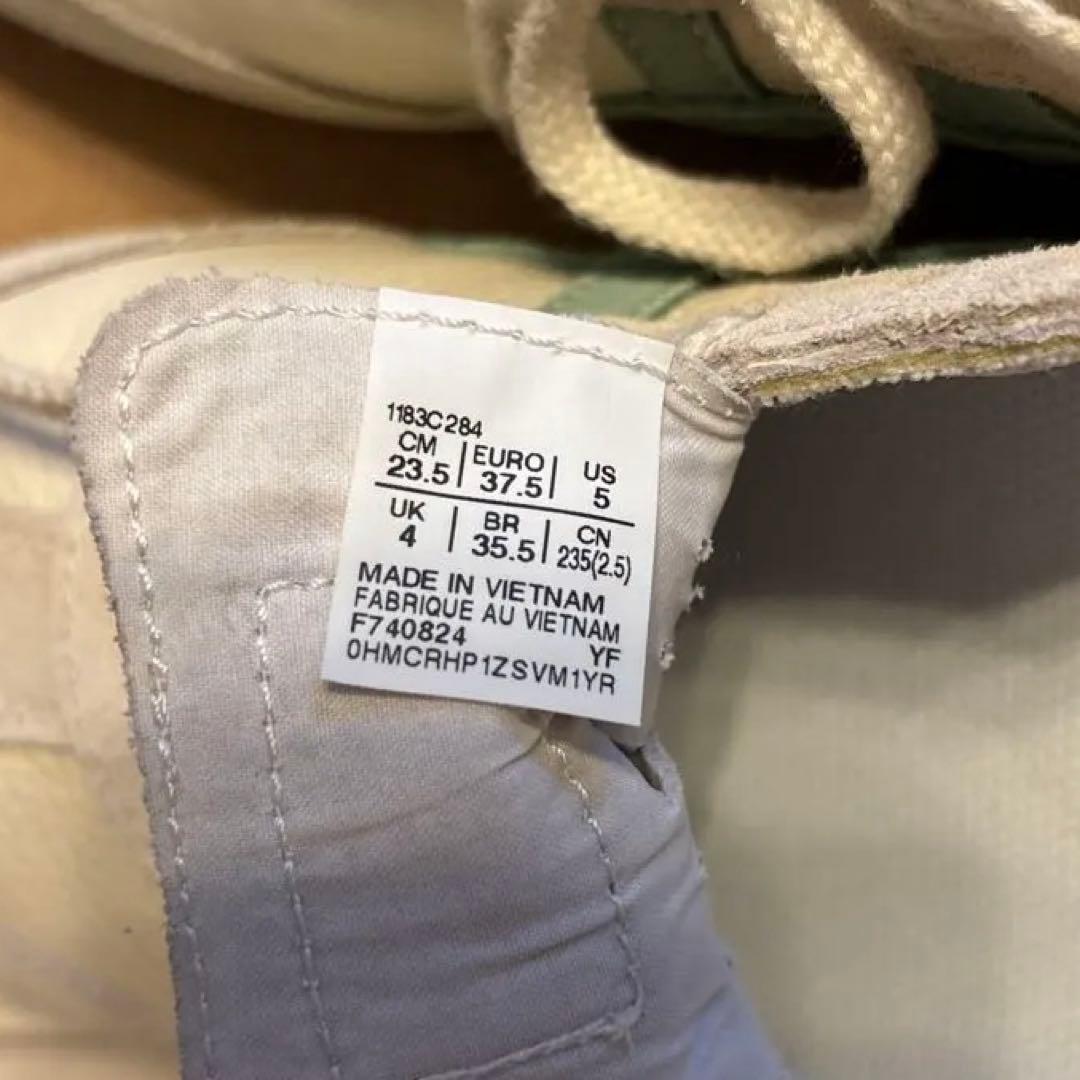 1183C284
CM | EURO | US
23.5 | 37.5 | 5
UK | BR | CN
4 | 35.5 | 235(2.5)
MADE IN VIETNAM
FABRIQUE AU VIETNAM
F740824 YF
0HMCRHP1ZSVM1YR